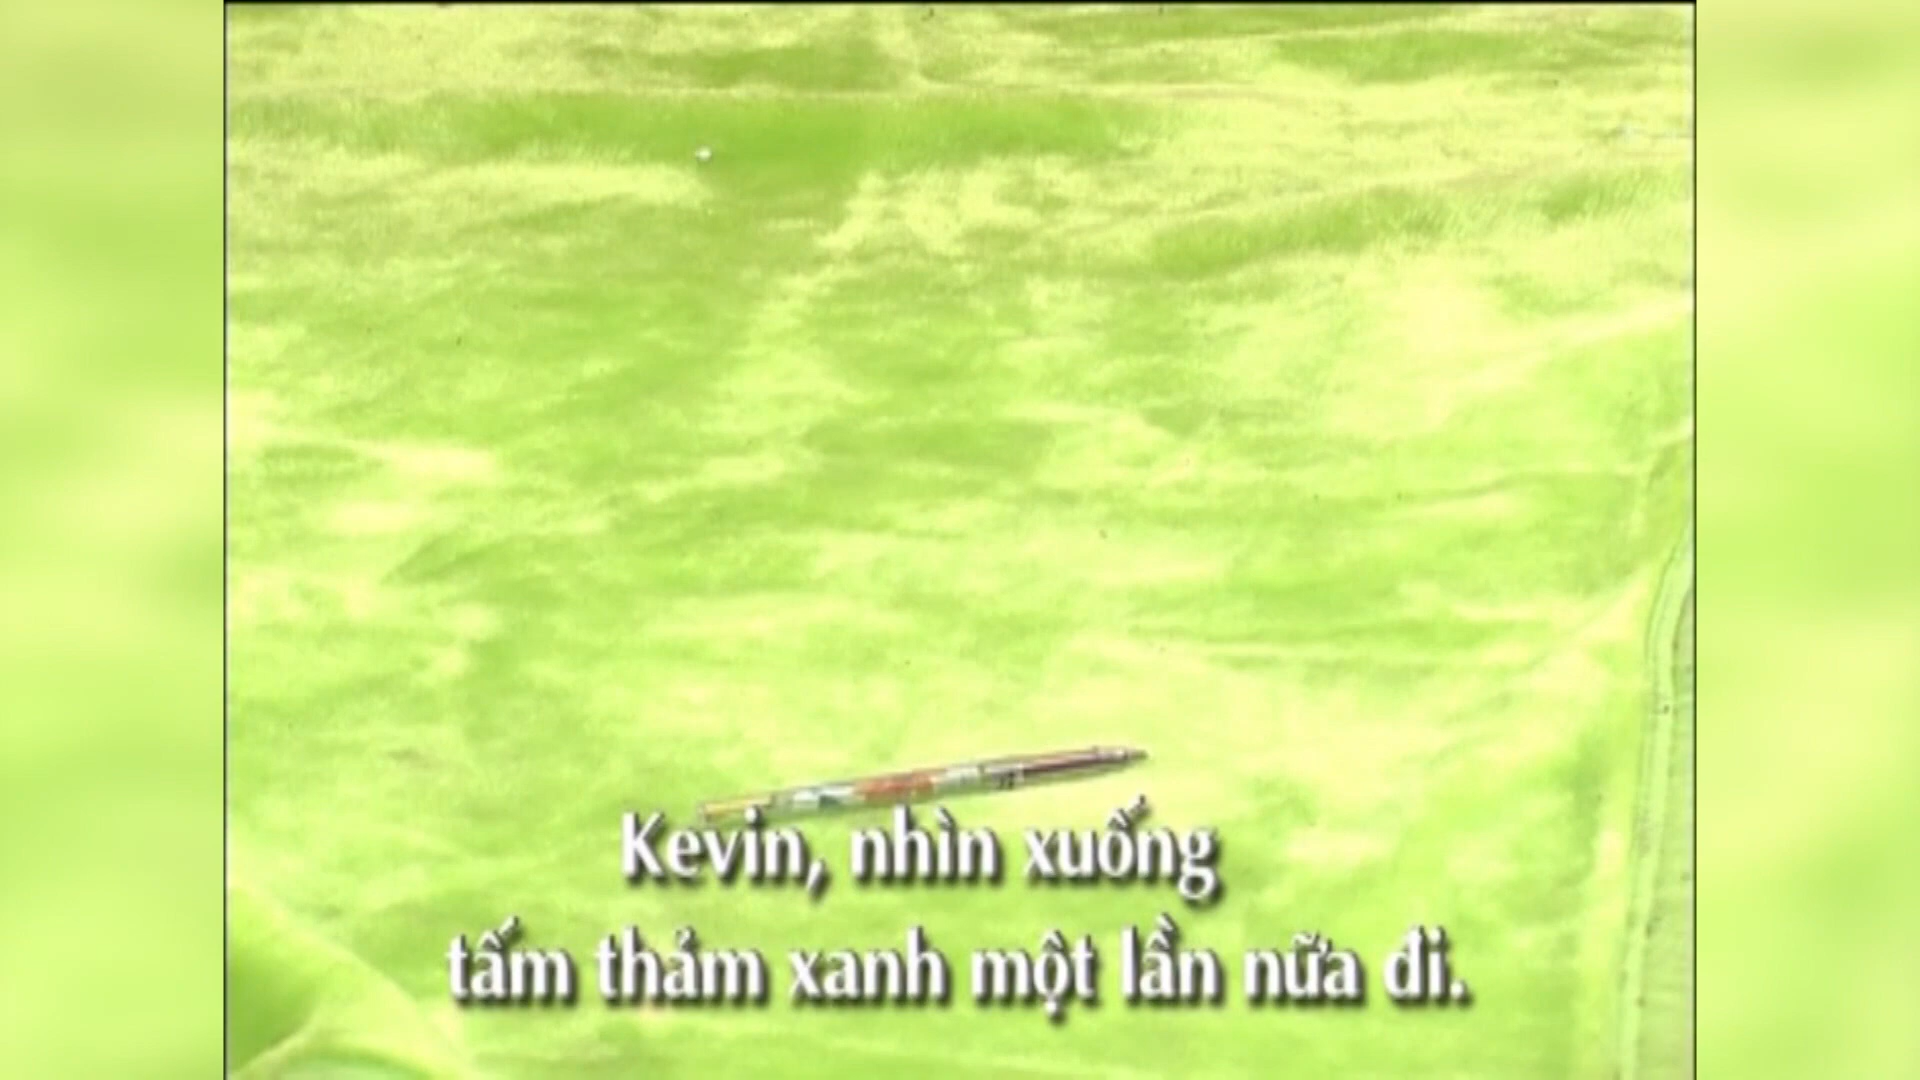 Kevin, nhìn xuống
tấm thảm xanh một lần nữa đi.